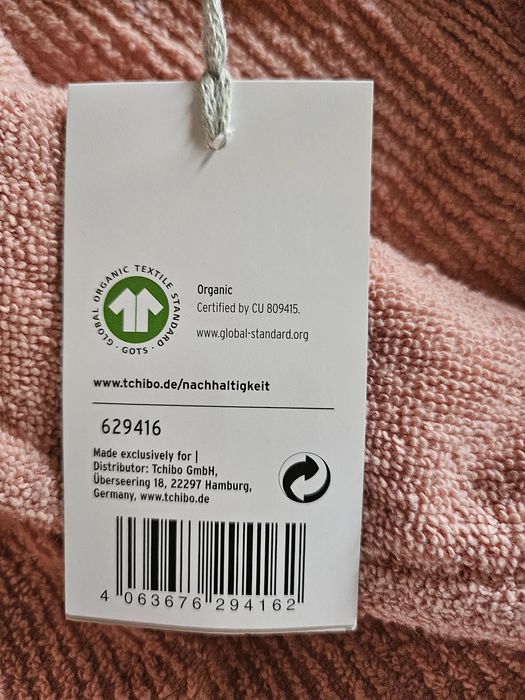 GLOBAL ORGANIC TEXTILE STANDARD · GOTS ·
Organic
Certified by CU 809415.
www.global-standard.org
www.tchibo.de/nachhaltigkeit
629416
Made exclusively for |
Distributor: Tchibo GmbH,
Überseering 18, 22297 Hamburg,
Germany, www.tchibo.de
4 063676 294162